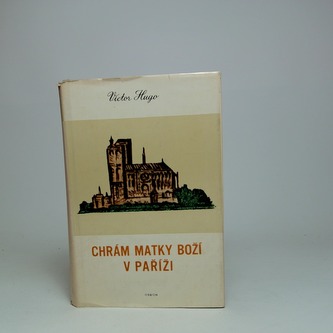 Victor Hugo
CHRÁM MATKY BOŽÍ
V PAŘÍŽI